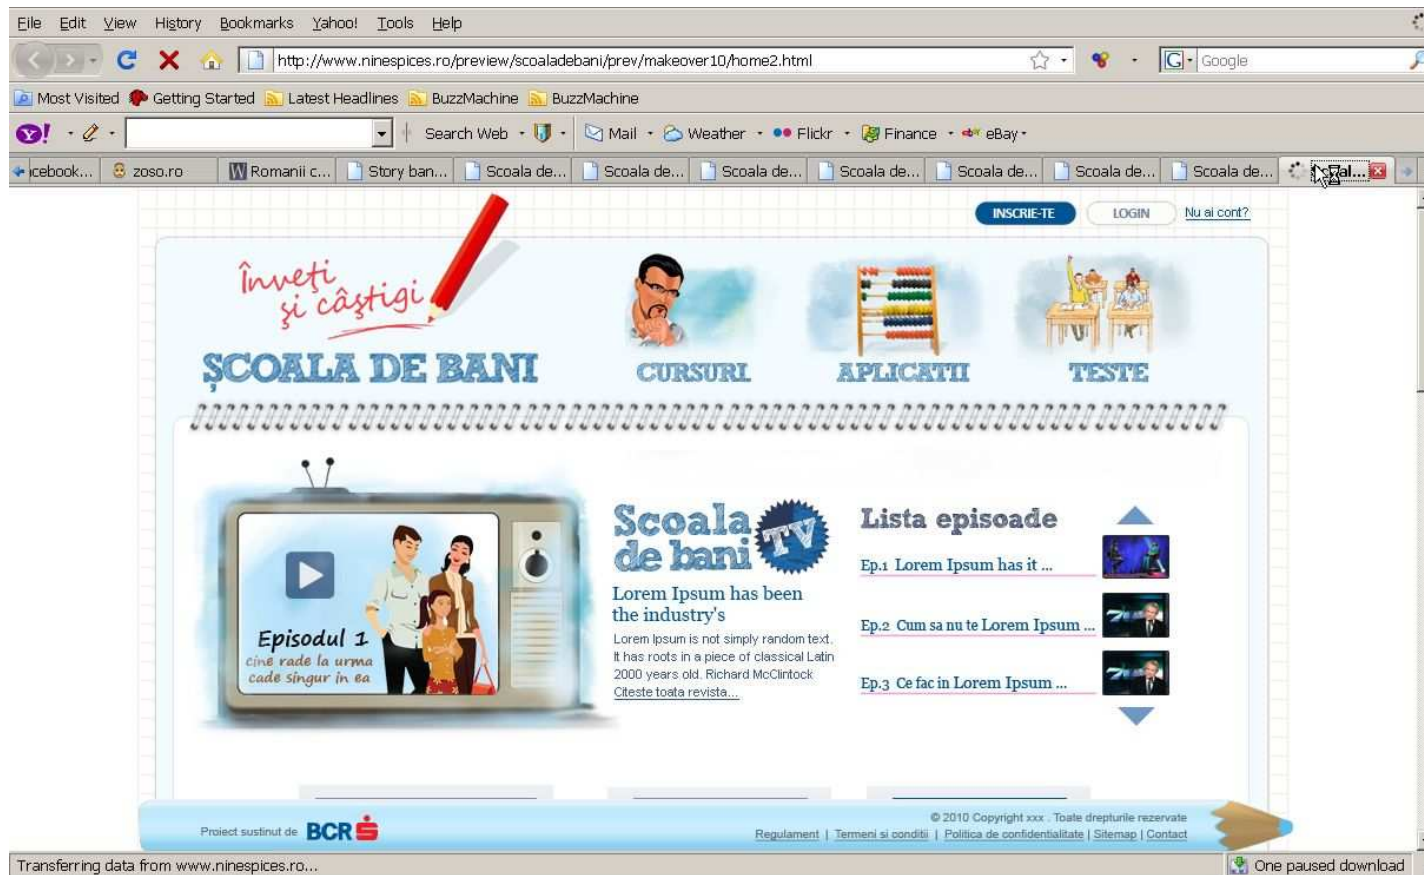 File Edit View History Bookmarks Yahoo! Tools Help
http://www.ninespices.ro/preview/scoaladebani/prev/makeover10/home2.html
G Google
Most Visited Getting Started Latest Headlines BuzzMachine BuzzMachine
Y! Search Web Mail Weather Flickr Finance eBay
icebook... zoso.ro W Romanii c... Story ban... Scoala de... Scoala de... Scoala de... Scoala de... Scoala de... Scoala de... Scoala de...
INSCRIE-TE LOGIN Nu ai cont?
Înveţi
şi câştigi
ŞCOALA DE BANI
CURSURI APLICATII TESTE
Episodul 1
cine rade la urma
cade singur in ea
Scoala
de bani TV
Lorem Ipsum has been
the industry's
Lorem Ipsum is not simply random text.
It has roots in a piece of classical Latin
2000 years old. Richard McClintock
Citeste toata revista...
Lista episoade
Ep.1 Lorem Ipsum has it ...
Ep.2 Cum sa nu te Lorem Ipsum ...
Ep.3 Ce fac in Lorem Ipsum ...
Proiect sustinut de BCR
© 2010 Copyright xxx . Toate drepturile rezervate
Regulament | Termeni si conditii | Politica de confidentialitate | Sitemap | Contact
Transferring data from www.ninespices.ro...
One paused download